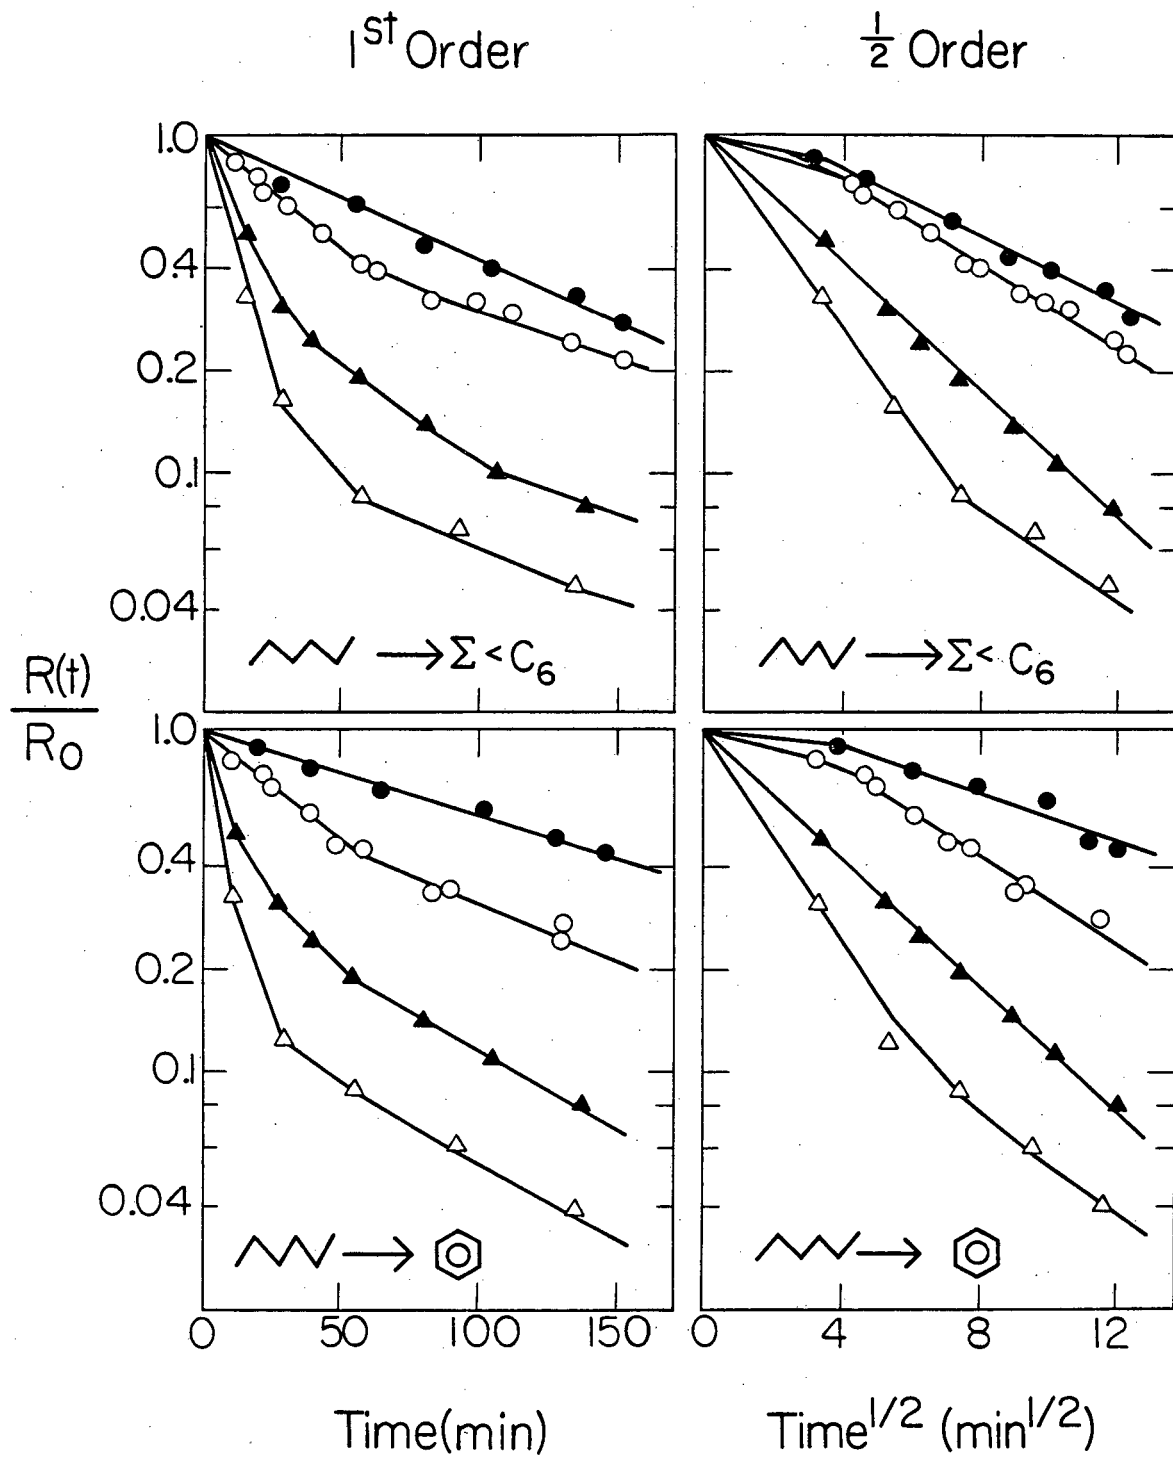 1st Order
1/2 Order
1.0
0.4
0.2
0.1
0.04
→ Σ < C6
→ Σ < C6
R(t)
R0
1.0
0.4
0.2
0.1
0.04
0 50 100 150
0 4 8 12
Time(min)
Time1/2 (min1/2)